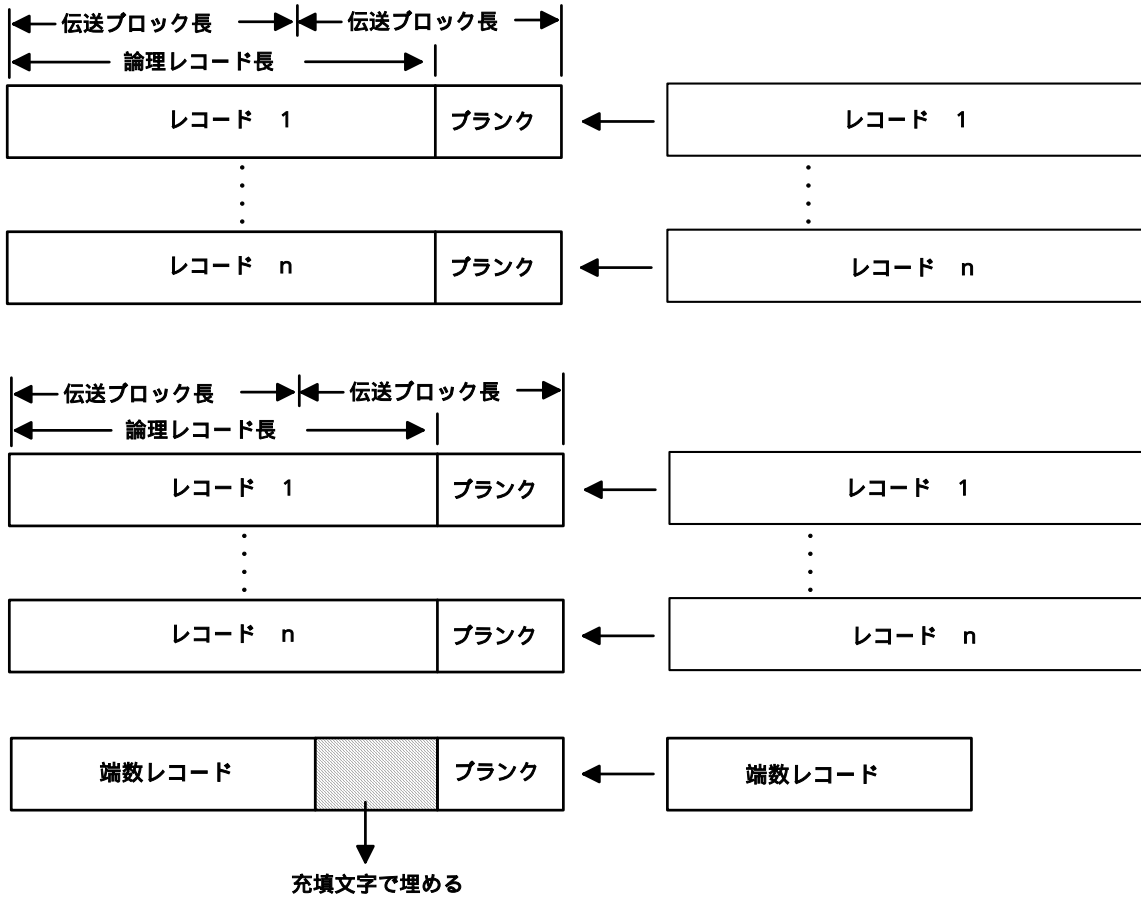 伝送ブロック長 伝送ブロック長
論理レコード長
レコード 1 ブランク レコード 1
レコード n ブランク レコード n
伝送ブロック長 伝送ブロック長
論理レコード長
レコード 1 ブランク レコード 1
レコード n ブランク レコード n
端数レコード ブランク 端数レコード
充填文字で埋める